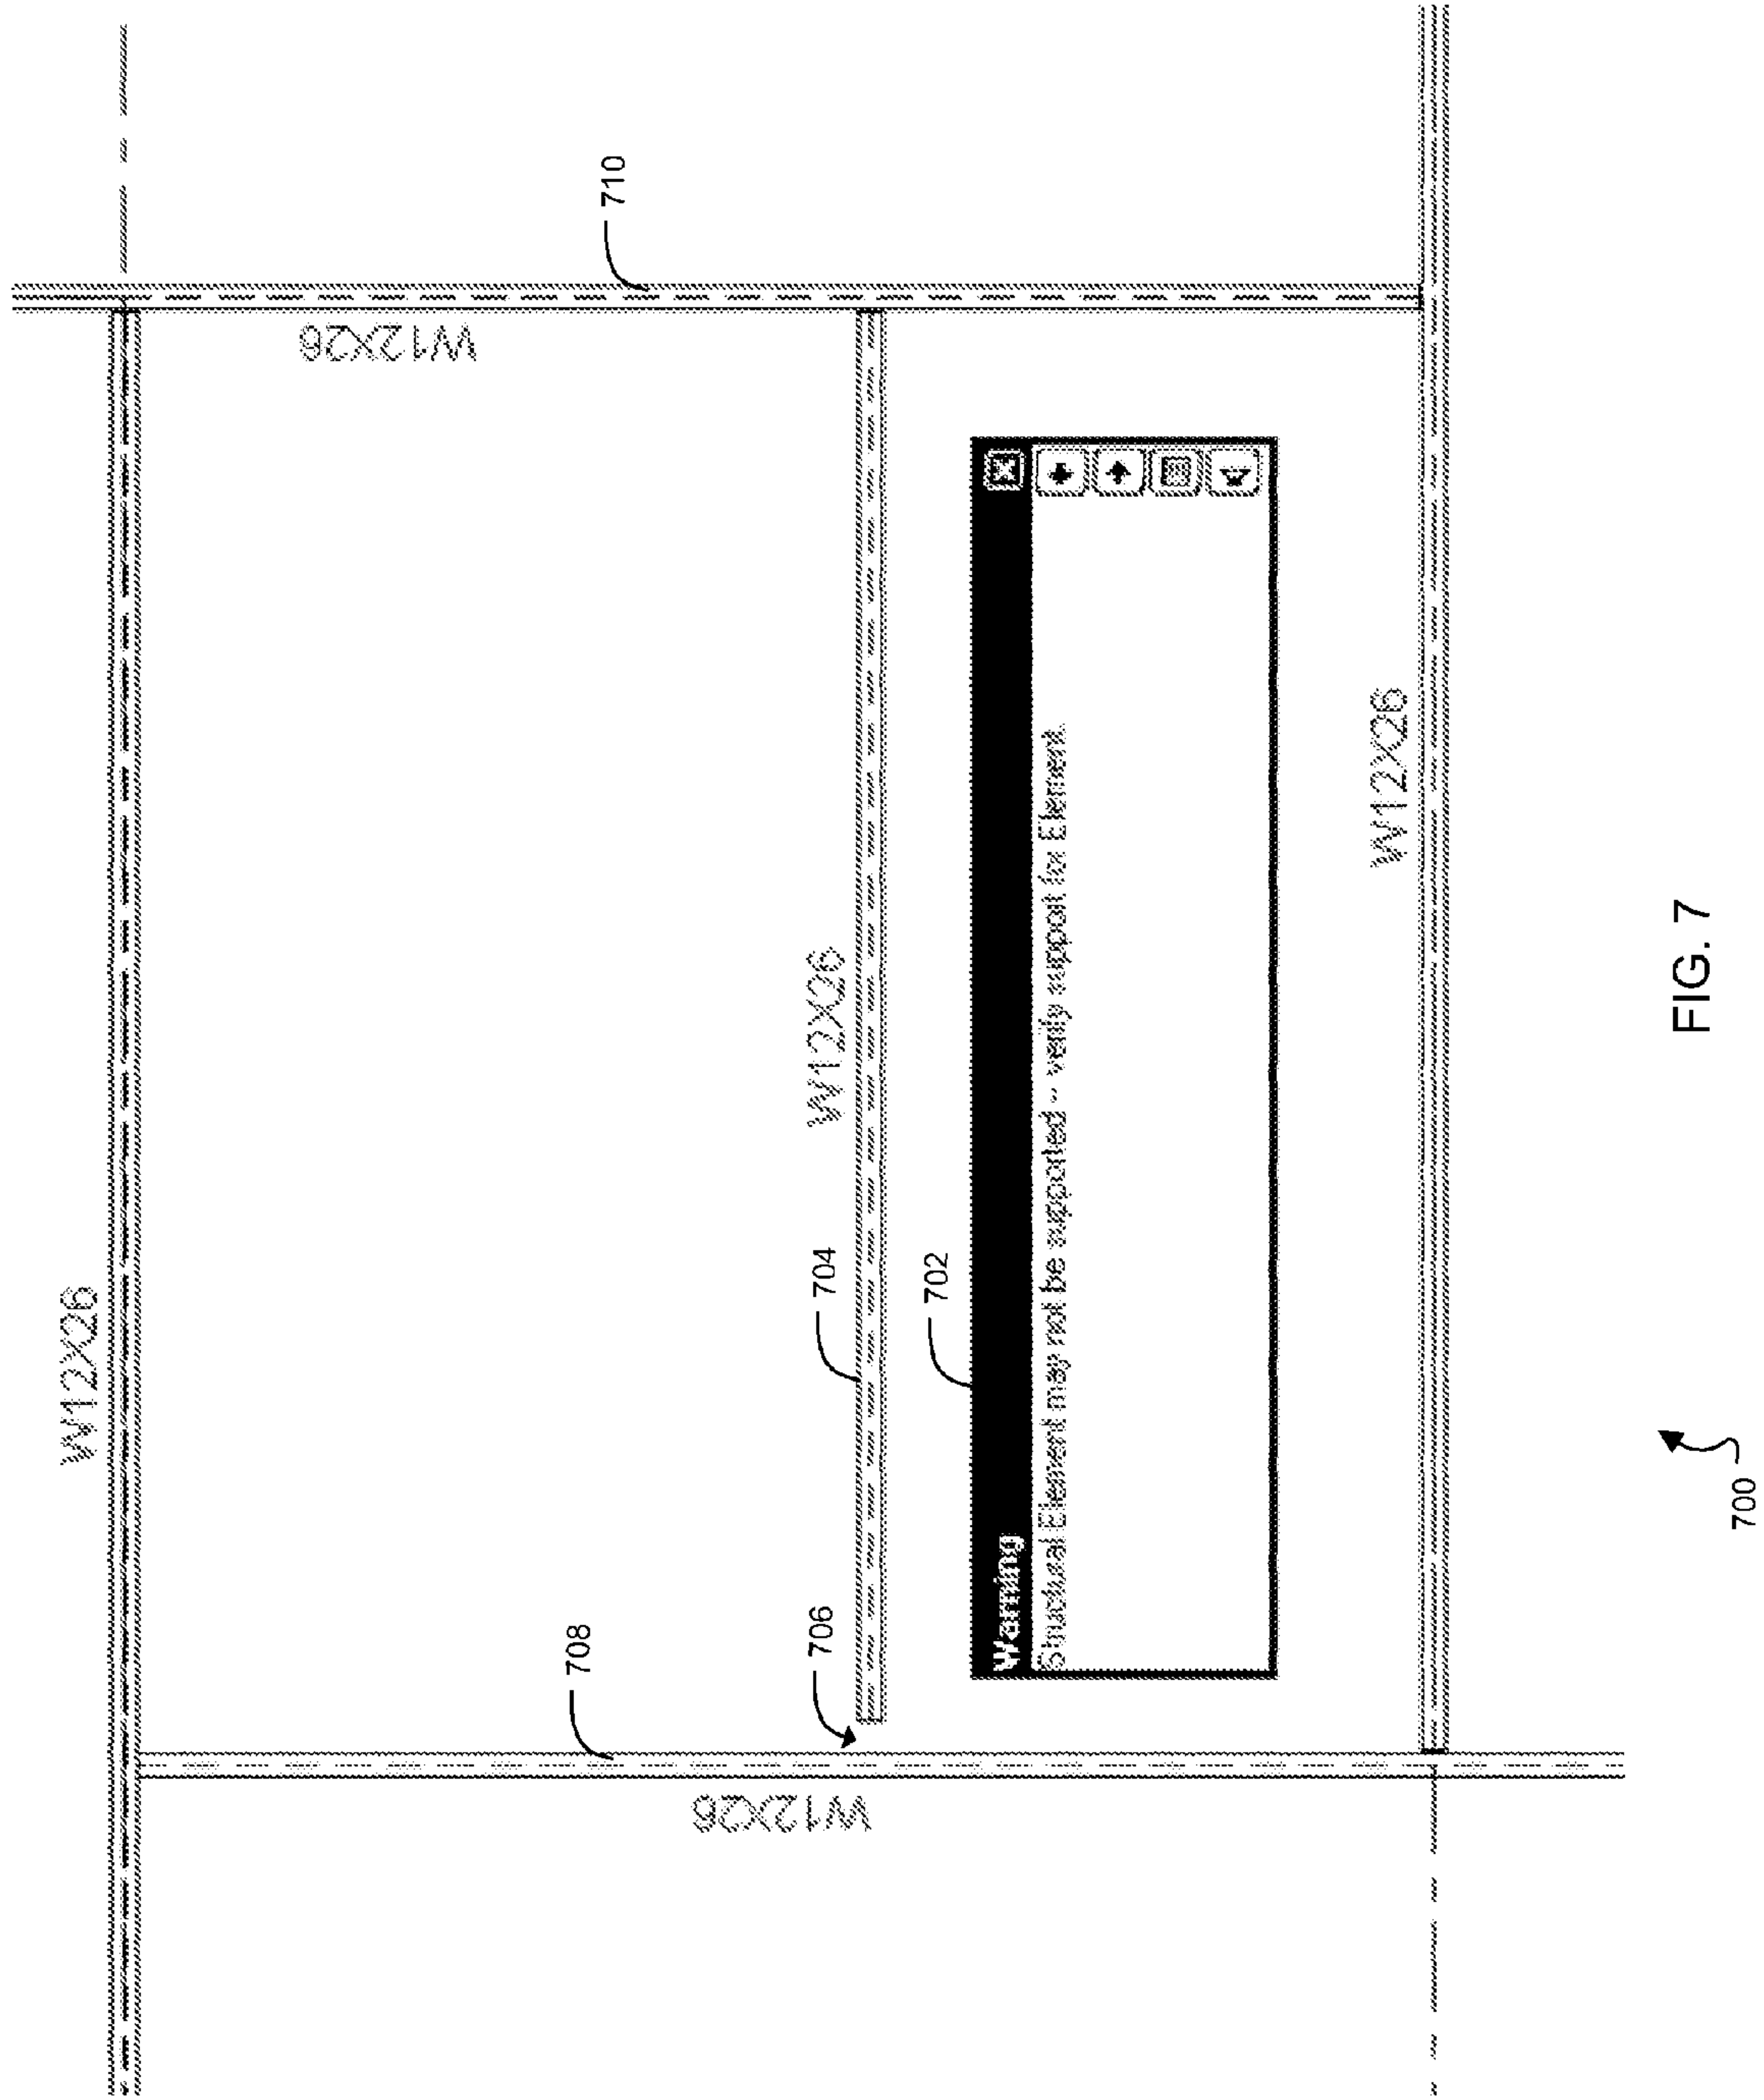 W12X26
W12X26
710
708
W12X26
704
W12X26
706
702
Warning
Structural Element may not be supported -- verify support for Element.
W12X26
700
FIG. 7